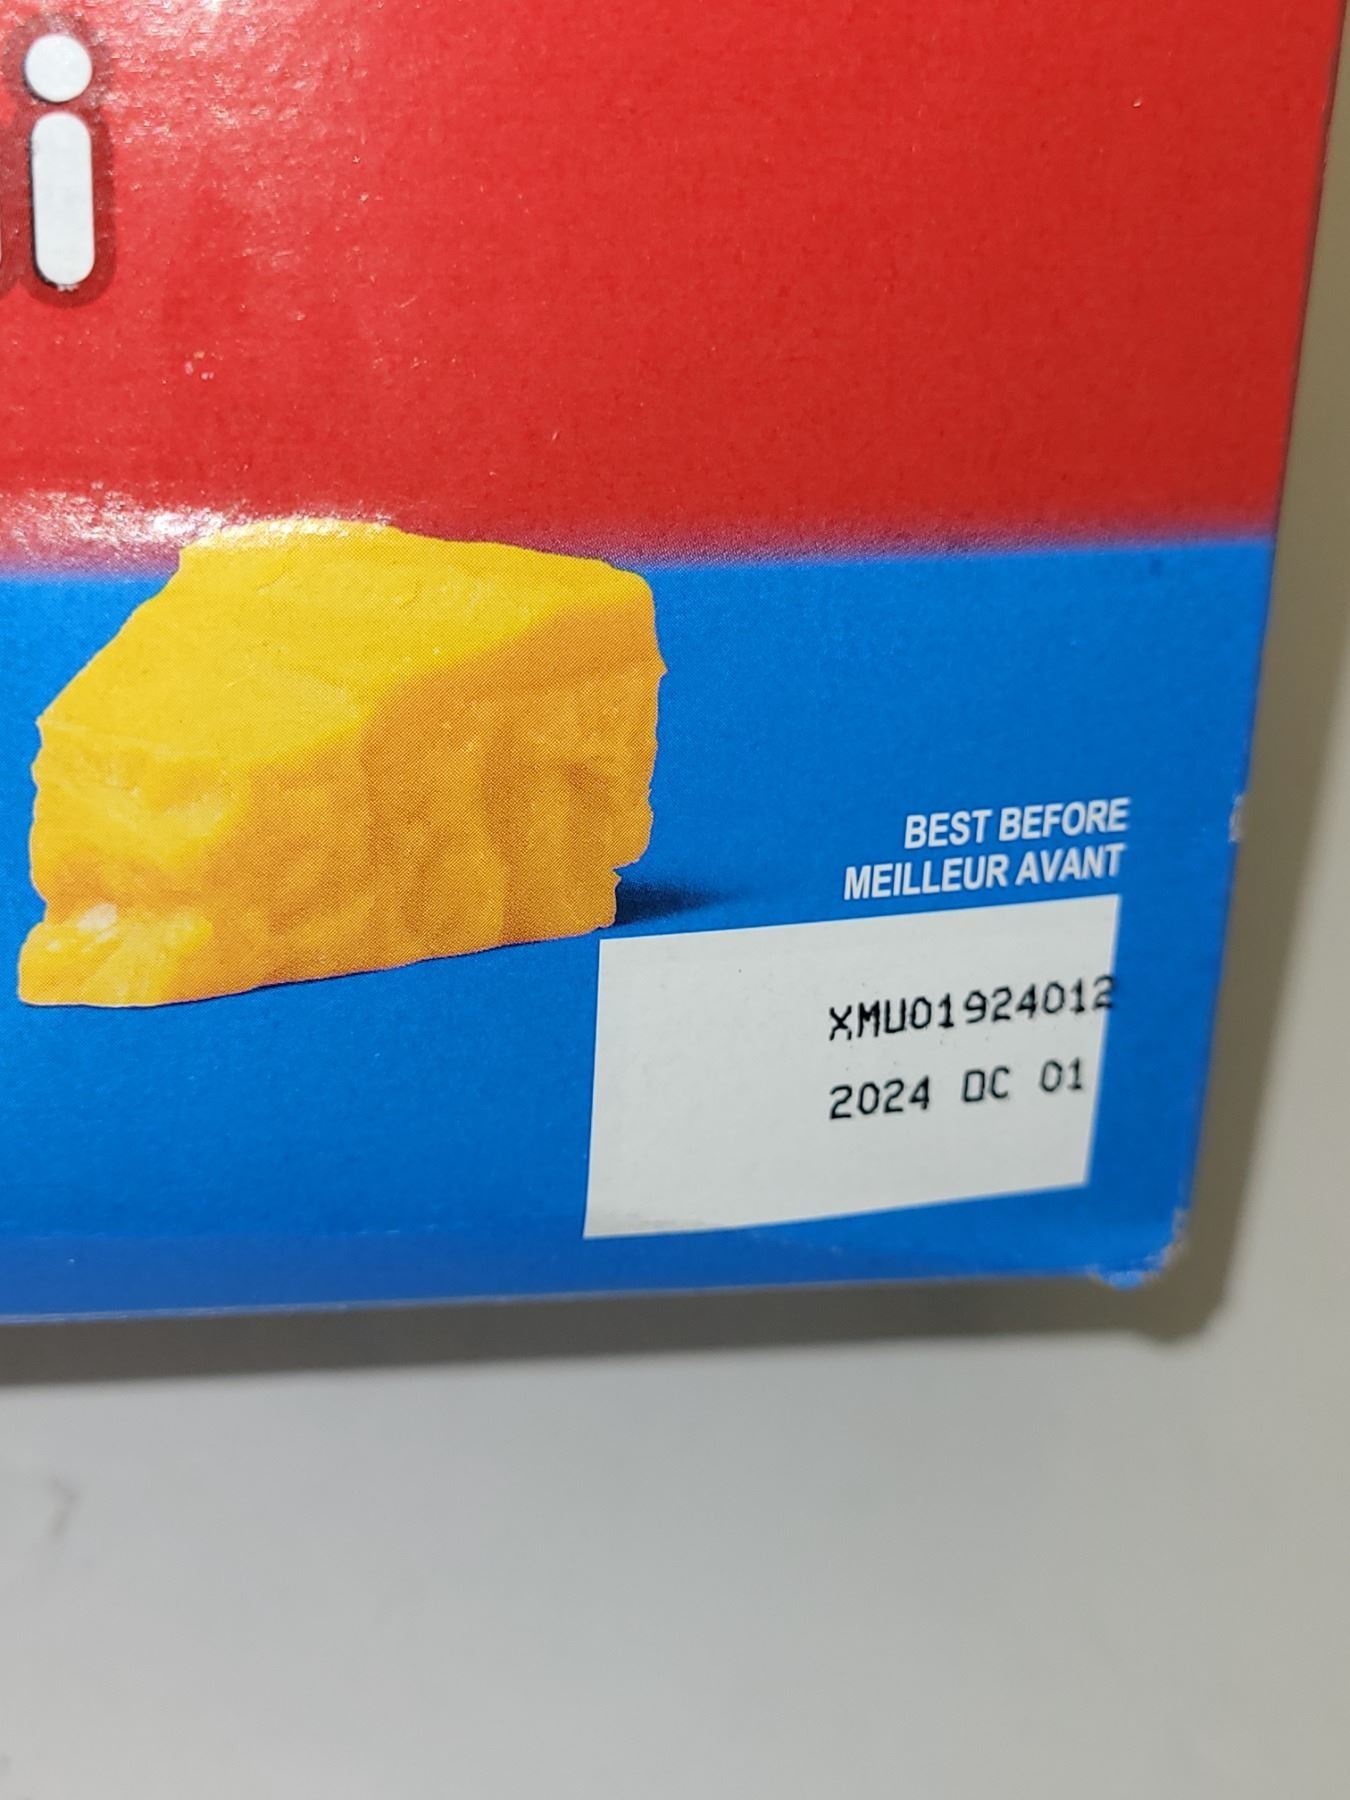 i
BEST BEFORE
MEILLEUR AVANT
XMU01924012
2024 OC 01